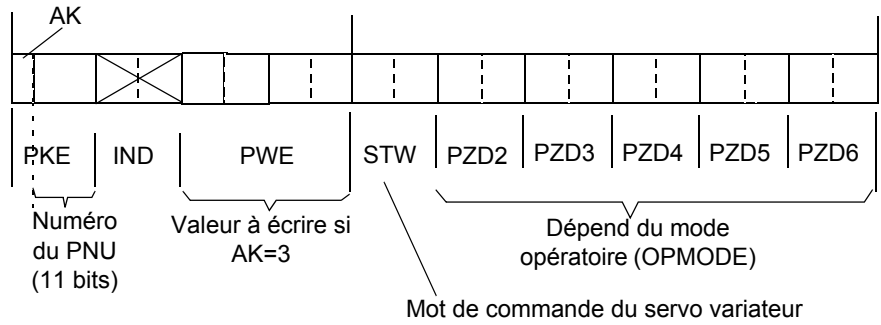 AK
PKE IND PWE STW PZD2 PZD3 PZD4 PZD5 PZD6
Numéro
du PNU
(11 bits)
Valeur à écrire si
AK=3
Dépend du mode
opératoire (OPMODE)
Mot de commande du servo variateur